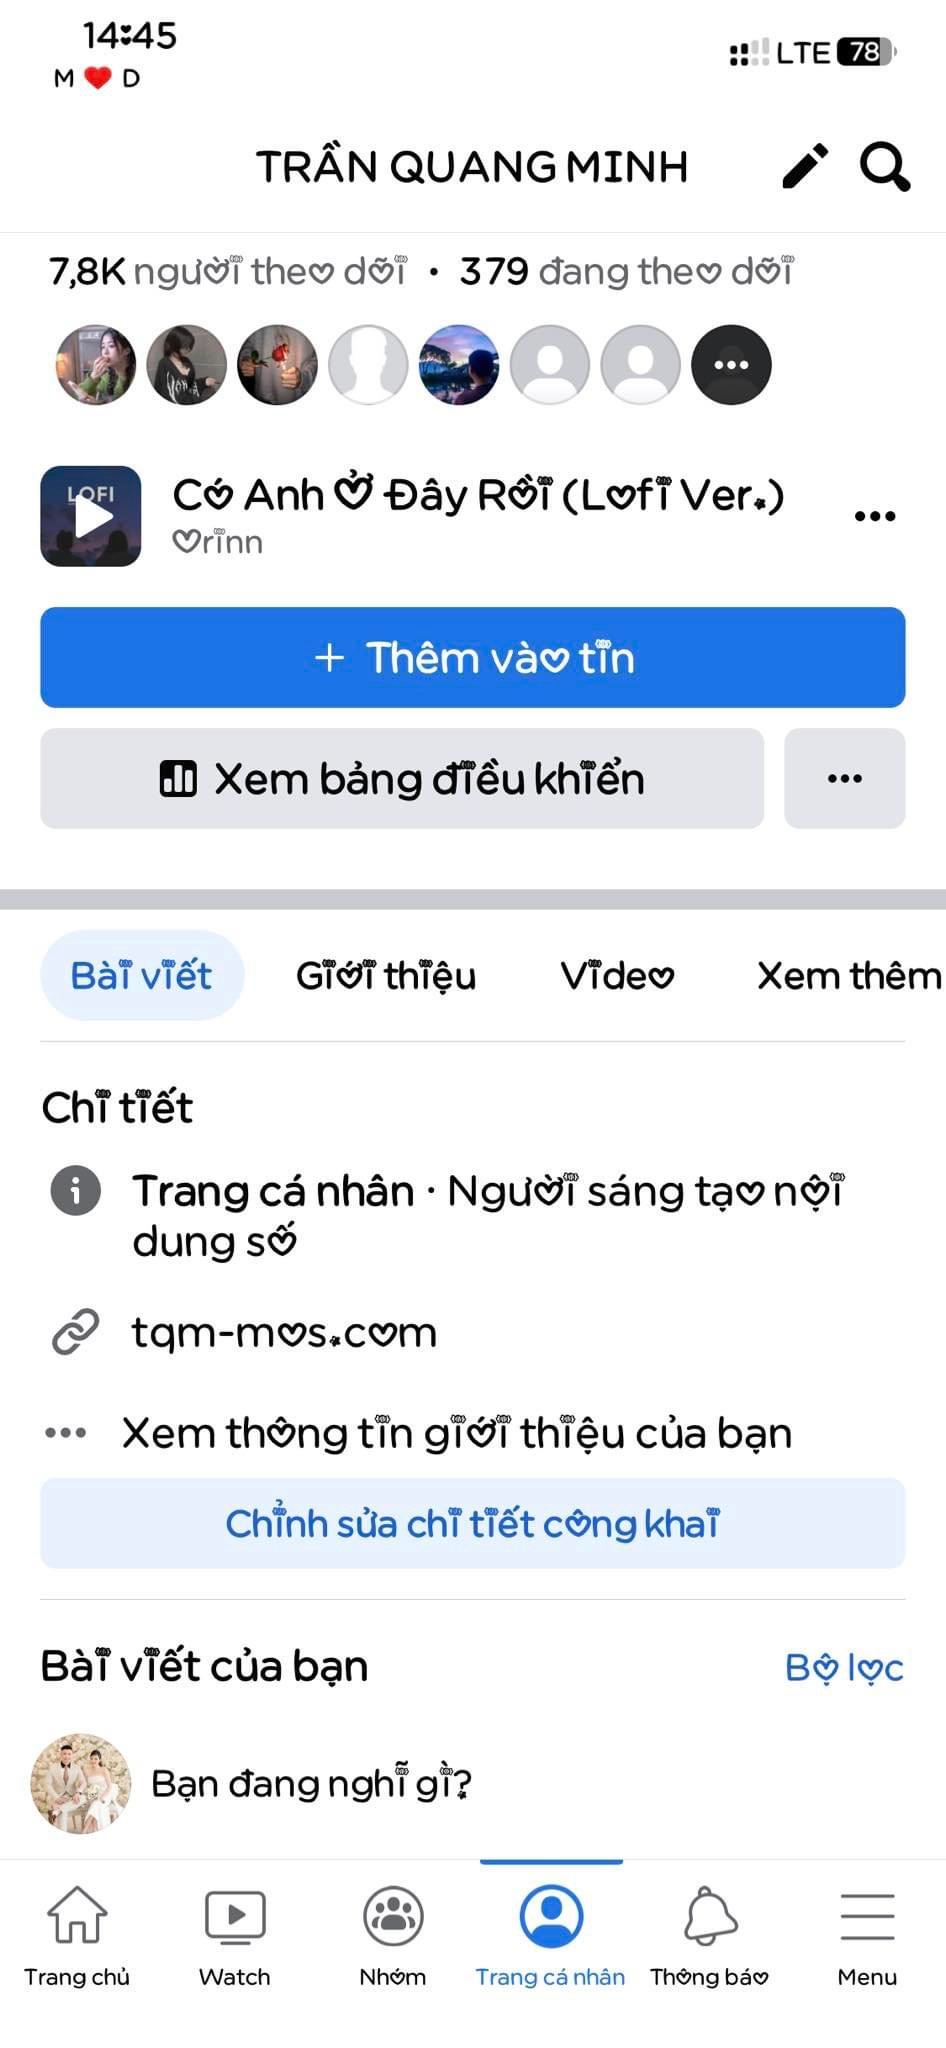 14:45
LTE 78
M ❤️ D
TRẦN QUANG MINH
7,8K người theo dõi • 379 đang theo dõi
LOFI
Có Anh Ở Đây Rồi (Lofi Ver.)
Orinn
+ Thêm vào tin
Xem bảng điều khiển
Bài viết Giới thiệu Video Xem thêm
Chi tiết
Trang cá nhân · Người sáng tạo nội
dung số
tqm-mos.com
Xem thông tin giới thiệu của bạn
Chỉnh sửa chi tiết công khai
Bài viết của bạn
Bộ lọc
Bạn đang nghĩ gì?
Trang chủ Watch Nhóm Trang cá nhân Thông báo Menu